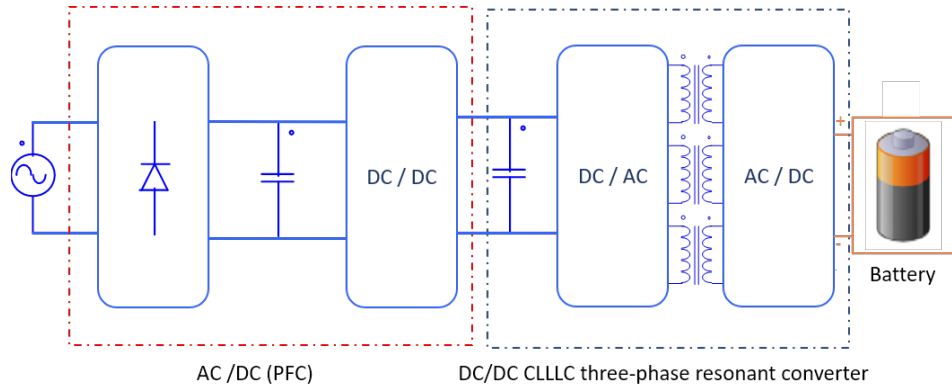 DC / DC
DC / AC
AC / DC
+
-
Battery
AC /DC (PFC)
DC/DC CLLLC three-phase resonant converter